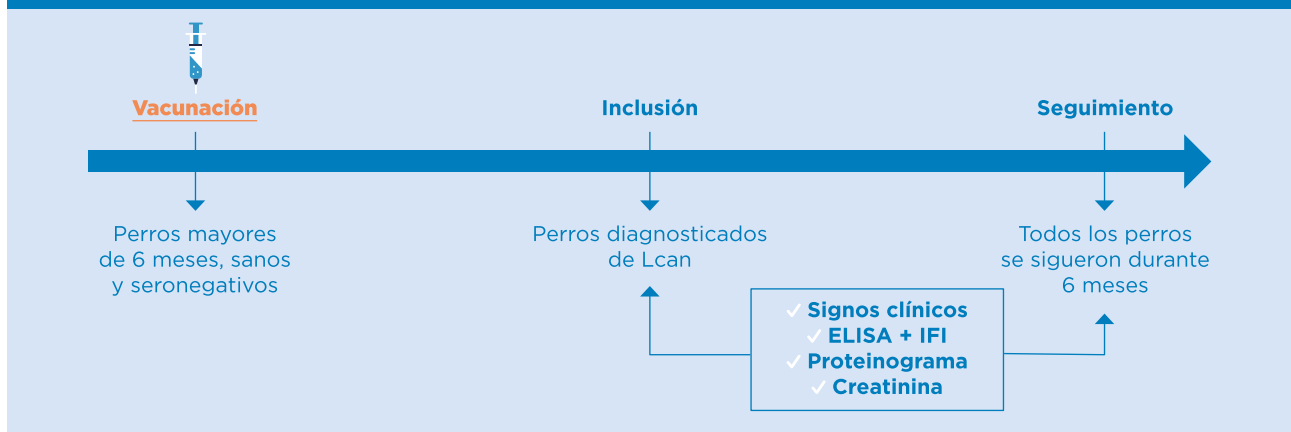 Vacunación
Inclusión
Seguimiento
Perros mayores
de 6 meses, sanos
y seronegativos
Perros diagnosticados
de Lcan
Todos los perros
se sigueron durante
6 meses
✓ Signos clínicos
✓ ELISA + IFI
✓ Proteinograma
✓ Creatinina